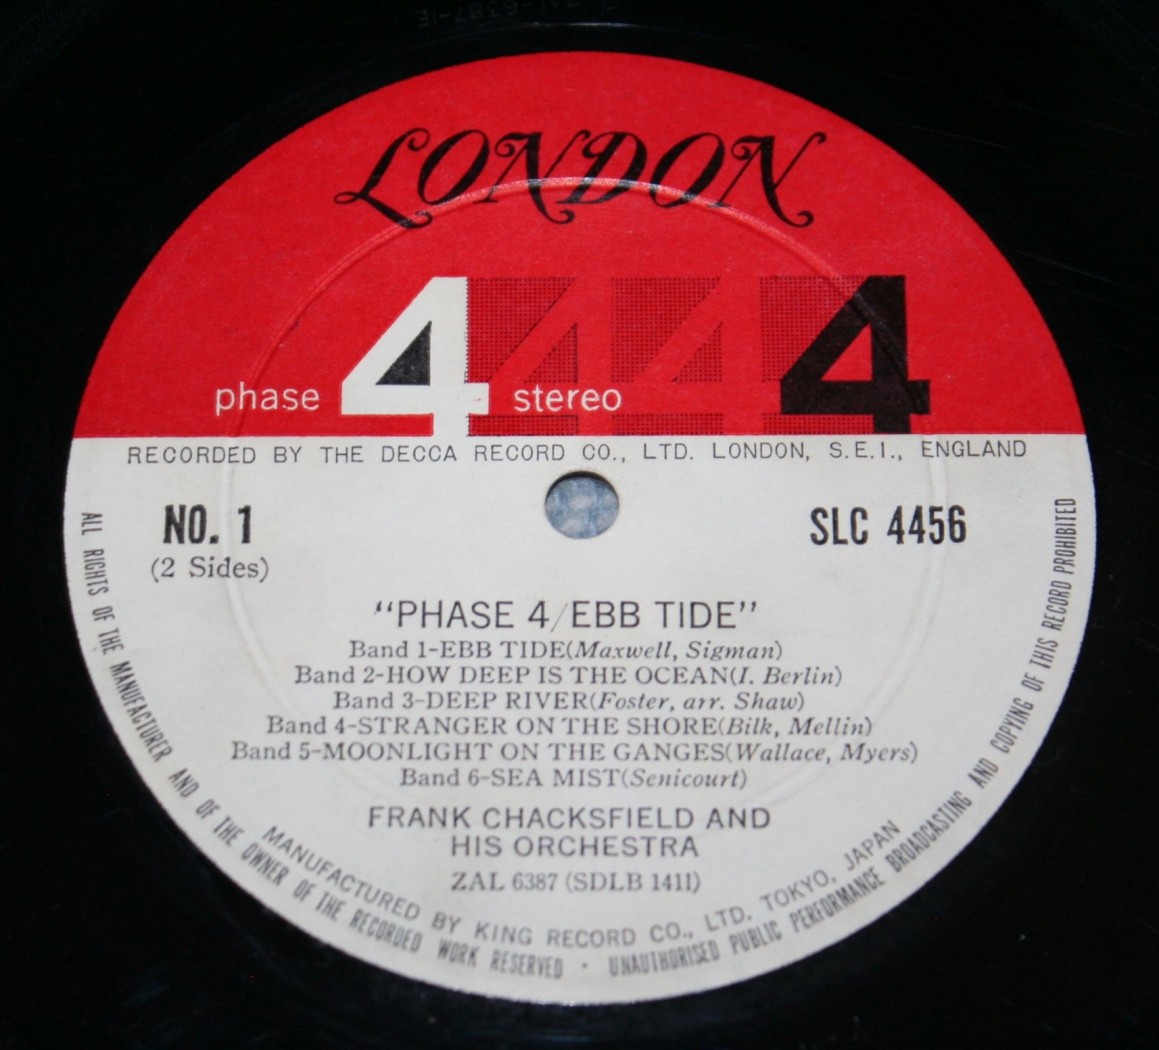 LONDON
phase 4 stereo 4 4 4
RECORDED BY THE DECCA RECORD CO., LTD. LONDON, S.E.I., ENGLAND
NO. 1
(2 Sides)
SLC 4456
"PHASE 4/EBB TIDE"
Band 1-EBB TIDE(Maxwell, Sigman)
Band 2-HOW DEEP IS THE OCEAN(I. Berlin)
Band 3-DEEP RIVER(Foster, arr. Shaw)
Band 4-STRANGER ON THE SHORE(Bilk, Mellin)
Band 5-MOONLIGHT ON THE GANGES(Wallace, Myers)
Band 6-SEA MIST(Senicourt)
FRANK CHACKSFIELD AND
HIS ORCHESTRA
ZAL 6387 (SDLB 1411)
MANUFACTURED BY KING RECORD CO., LTD. TOKYO, JAPAN
ALL RIGHTS OF THE MANUFACTURER AND OF THE OWNER OF THE RECORDED WORK RESERVED · UNAUTHORISED PUBLIC PERFORMANCE BROADCASTING AND COPYING OF THIS RECORD PROHIBITED